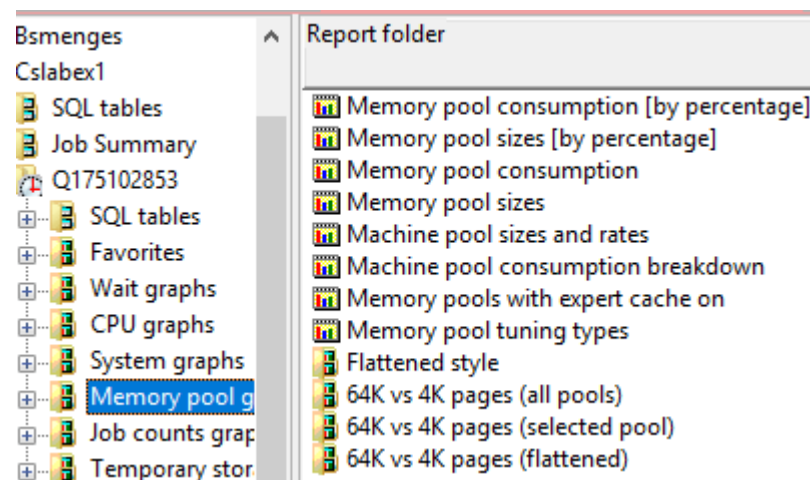 Bsmenges
Cslabex1
SQL tables
Job Summary
Q175102853
SQL tables
Favorites
Wait graphs
CPU graphs
System graphs
Memory pool g
Job counts grap
Temporary stor
Report folder
Memory pool consumption [by percentage]
Memory pool sizes [by percentage]
Memory pool consumption
Memory pool sizes
Machine pool sizes and rates
Machine pool consumption breakdown
Memory pools with expert cache on
Memory pool tuning types
Flattened style
64K vs 4K pages (all pools)
64K vs 4K pages (selected pool)
64K vs 4K pages (flattened)